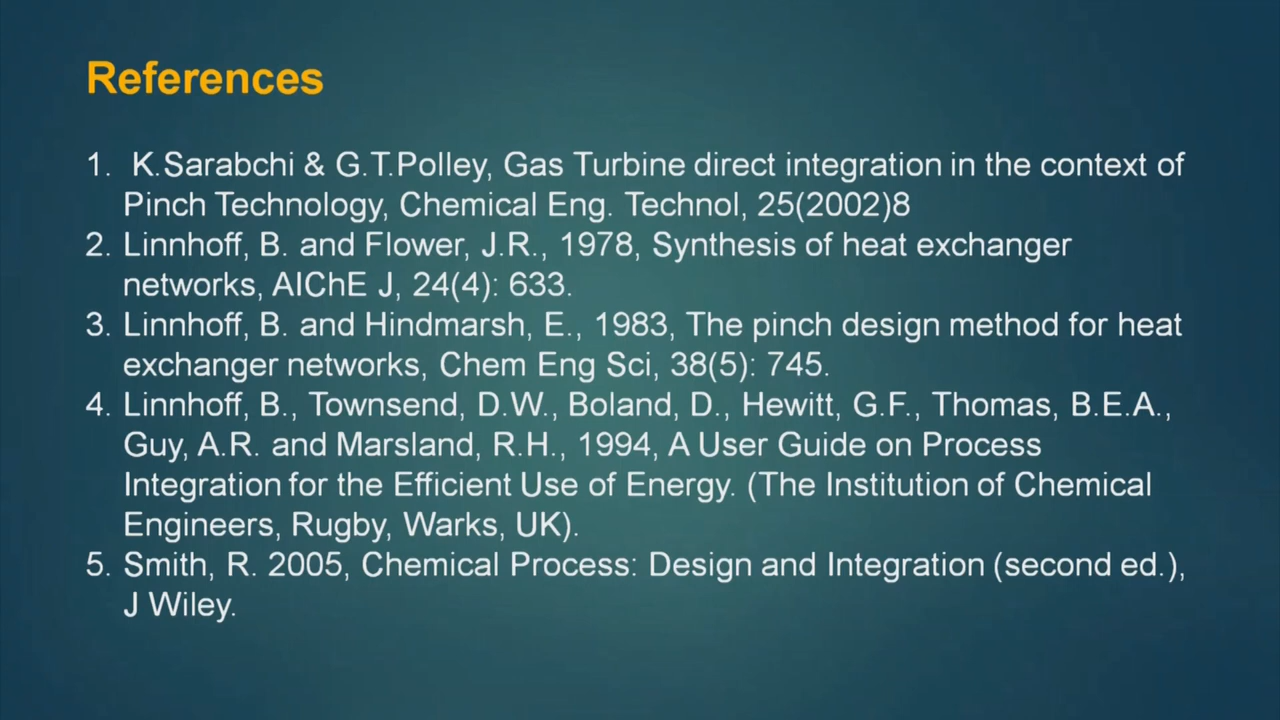 References
1. K.Sarabchi & G.T.Polley, Gas Turbine direct integration in the context of
Pinch Technology, Chemical Eng. Technol, 25(2002)8
2. Linnhoff, B. and Flower, J.R., 1978, Synthesis of heat exchanger
networks, AIChE J, 24(4): 633.
3. Linnhoff, B. and Hindmarsh, E., 1983, The pinch design method for heat
exchanger networks, Chem Eng Sci, 38(5): 745.
4. Linnhoff, B., Townsend, D.W., Boland, D., Hewitt, G.F., Thomas, B.E.A.,
Guy, A.R. and Marsland, R.H., 1994, A User Guide on Process
Integration for the Efficient Use of Energy. (The Institution of Chemical
Engineers, Rugby, Warks, UK).
5. Smith, R. 2005, Chemical Process: Design and Integration (second ed.),
J Wiley.